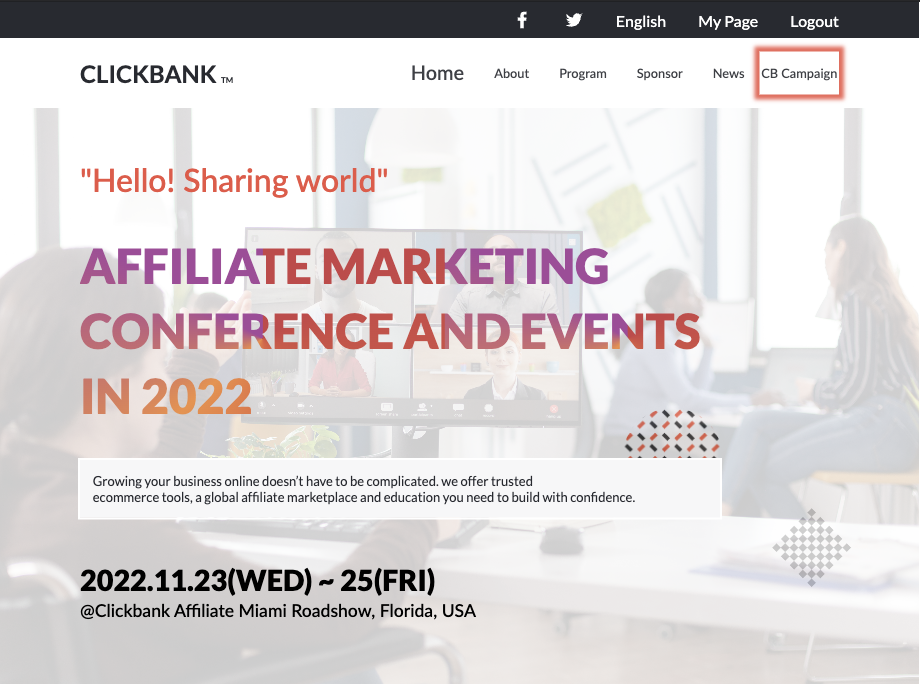 English My Page Logout
CLICKBANK TM
Home About Program Sponsor News CB Campaign
"Hello! Sharing world"
AFFILIATE MARKETING
CONFERENCE AND EVENTS
IN 2022
Growing your business online doesn’t have to be complicated. we offer trusted
ecommerce tools, a global affiliate marketplace and education you need to build with confidence.
2022.11.23(WED) ~ 25(FRI)
@Clickbank Affiliate Miami Roadshow, Florida, USA